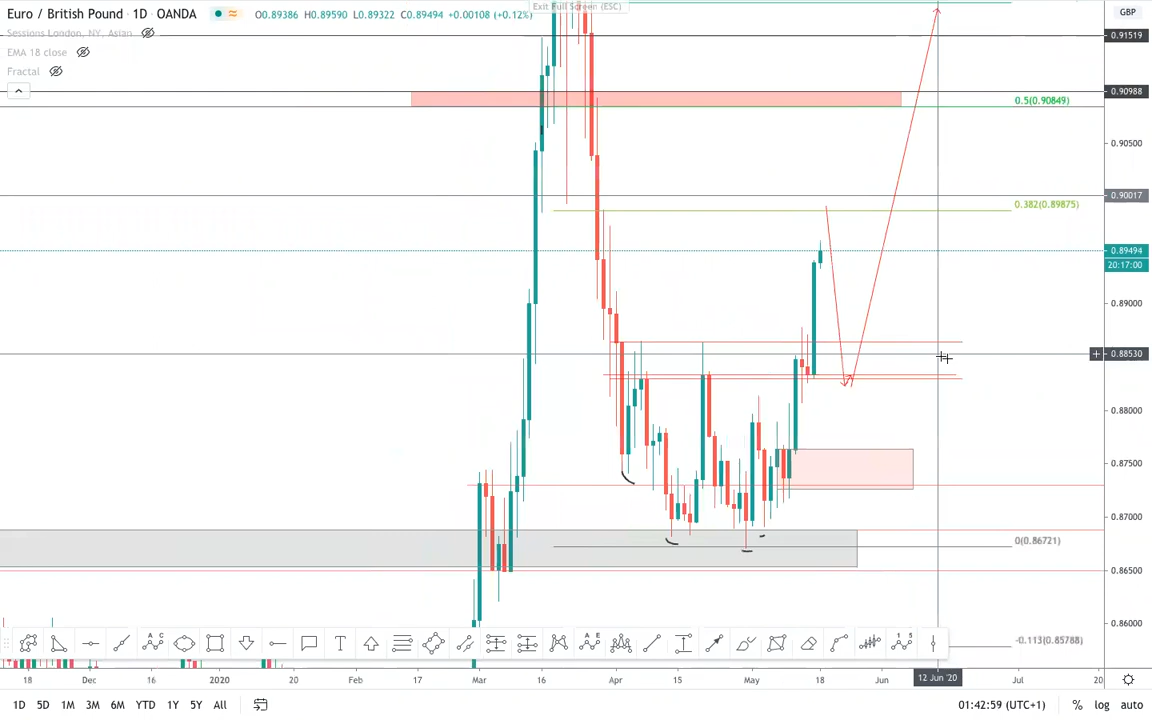 Exit Full Screen (ESC)
Euro / British Pound · 1D · OANDA
O0.89386 H0.89590 L0.89322 C0.89494 +0.00108 (+0.12%)
GBP
Sessions London, NY, Asian
EMA 18 close
Fractal
0.91519
0.90988
0.5(0.90849)
0.90500
0.90017
0.382(0.89875)
0.89494
20:17:00
0.89000
0.88530
0.88000
0.87500
0.87000
0(0.86721)
0.86500
0.86000
-0.113(0.85788)
A C
A E
1 5
18 Dec 16 2020 20 Feb 17 Mar 16 Apr 15 May 18 Jun 12 Jun '20 Jul 20
1D 5D 1M 3M 6M YTD 1Y 5Y All
01:42:59 (UTC+1) % log auto